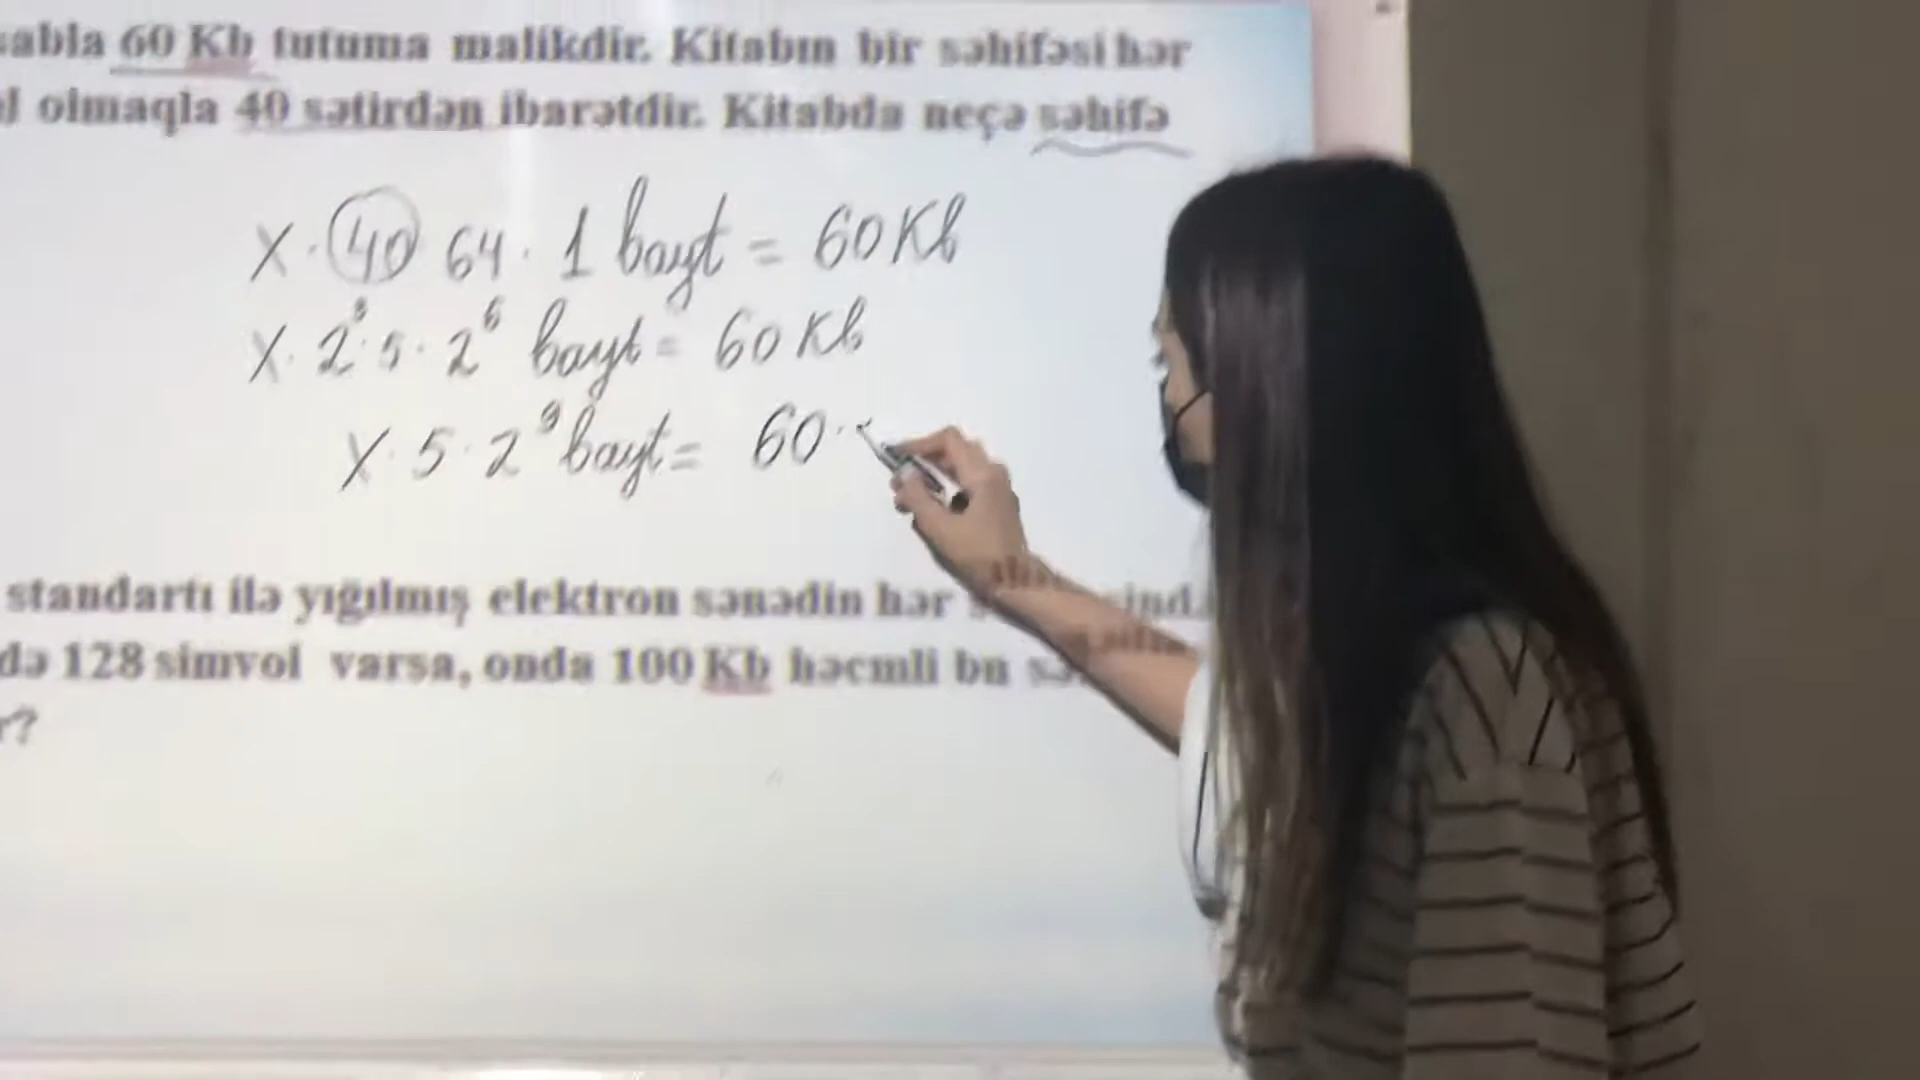 60 Kb tutuma malikdir. Kitabın bir səhifəsi hər
olmaqla 40 sətirdən ibarətdir. Kitabda neçə səhifə
X · 40 64 · 1 bayt = 60 Kb
X · 2³ · 5 · 2⁶ bayt = 60 Kb
X · 5 · 2⁹ bayt = 60 ·
standartı ilə yığılmış elektron sənədin hər
də 128 simvol varsa, onda 100 Kb həcmli bu
r?